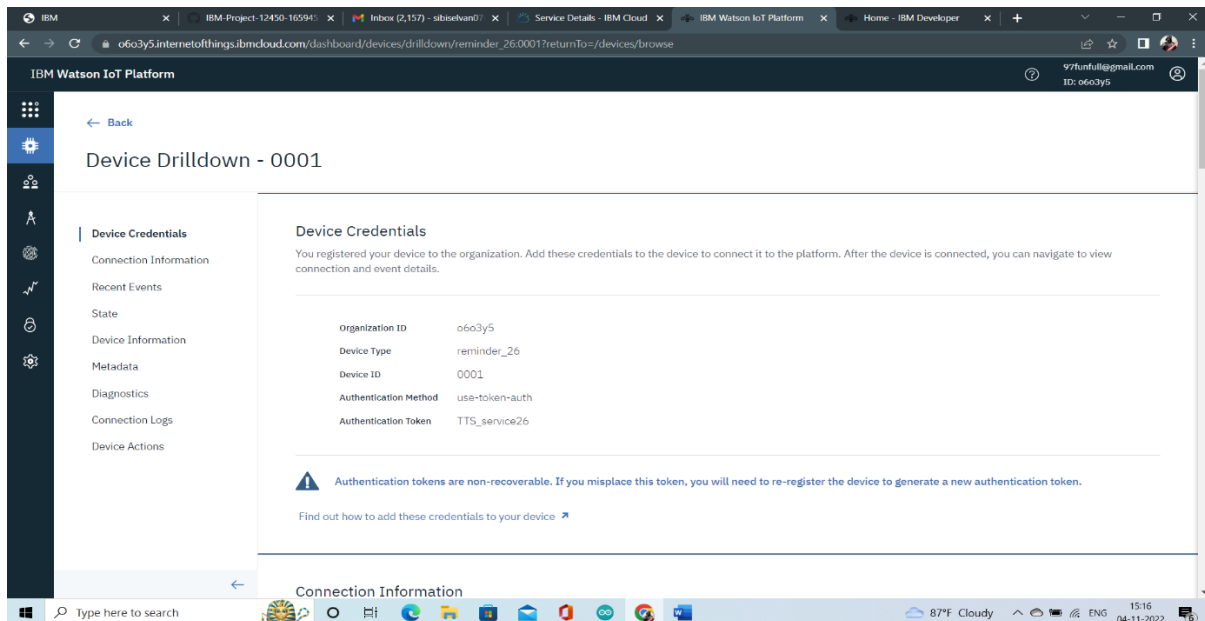 IBM
IBM-Project-12450-165945
Inbox (2,157) - sibiselvan07
Service Details - IBM Cloud
IBM Watson IoT Platform
Home - IBM Developer
o6o3y5.internetofthings.ibmcloud.com/dashboard/devices/drilldown/reminder_26:0001?returnTo=/devices/browse
IBM Watson IoT Platform
97funfull@gmail.com
ID: o6o3y5
Back
Device Drilldown - 0001
Device Credentials
Connection Information
Recent Events
State
Device Information
Metadata
Diagnostics
Connection Logs
Device Actions
Device Credentials
You registered your device to the organization. Add these credentials to the device to connect it to the platform. After the device is connected, you can navigate to view
connection and event details.
Organization ID o6o3y5
Device Type reminder_26
Device ID 0001
Authentication Method use-token-auth
Authentication Token TTS_service26
Authentication tokens are non-recoverable. If you misplace this token, you will need to re-register the device to generate a new authentication token.
Find out how to add these credentials to your device
Connection Information
Type here to search
87°F Cloudy
ENG
15:16
04-11-2022
6